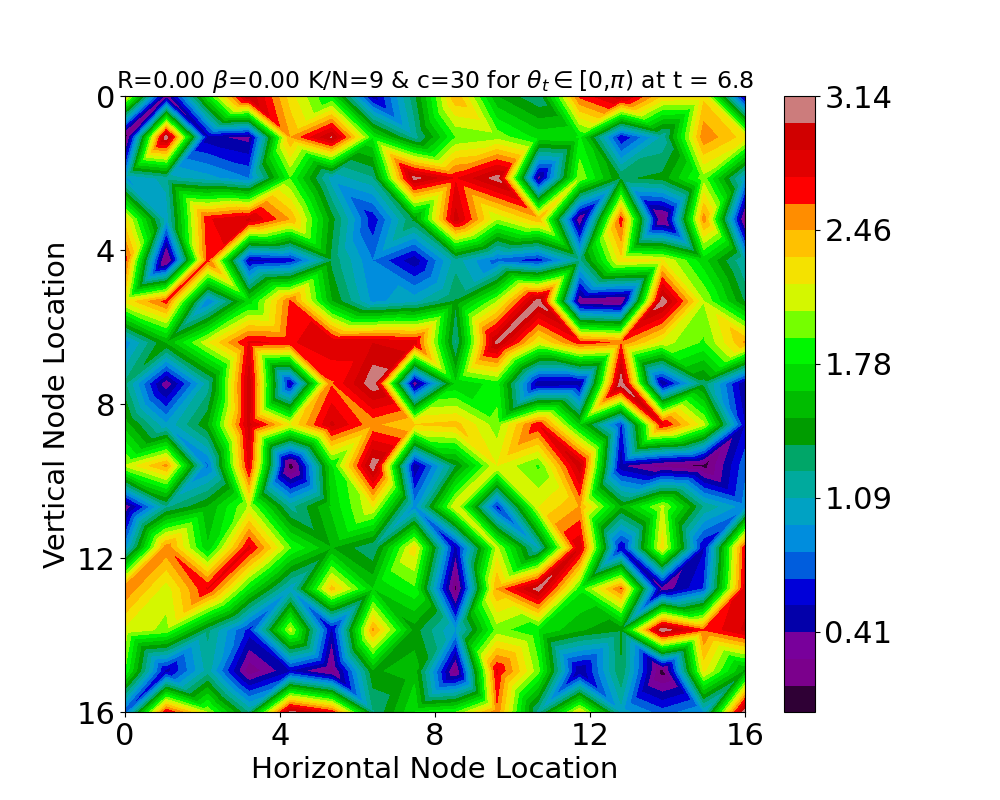 R=0.00 β=0.00 K/N=9 & c=30 for θₜ ∈ [0,π) at t = 6.8
0
4
8
12
16
Vertical Node Location
0 4 8 12 16
Horizontal Node Location
3.14
2.46
1.78
1.09
0.41